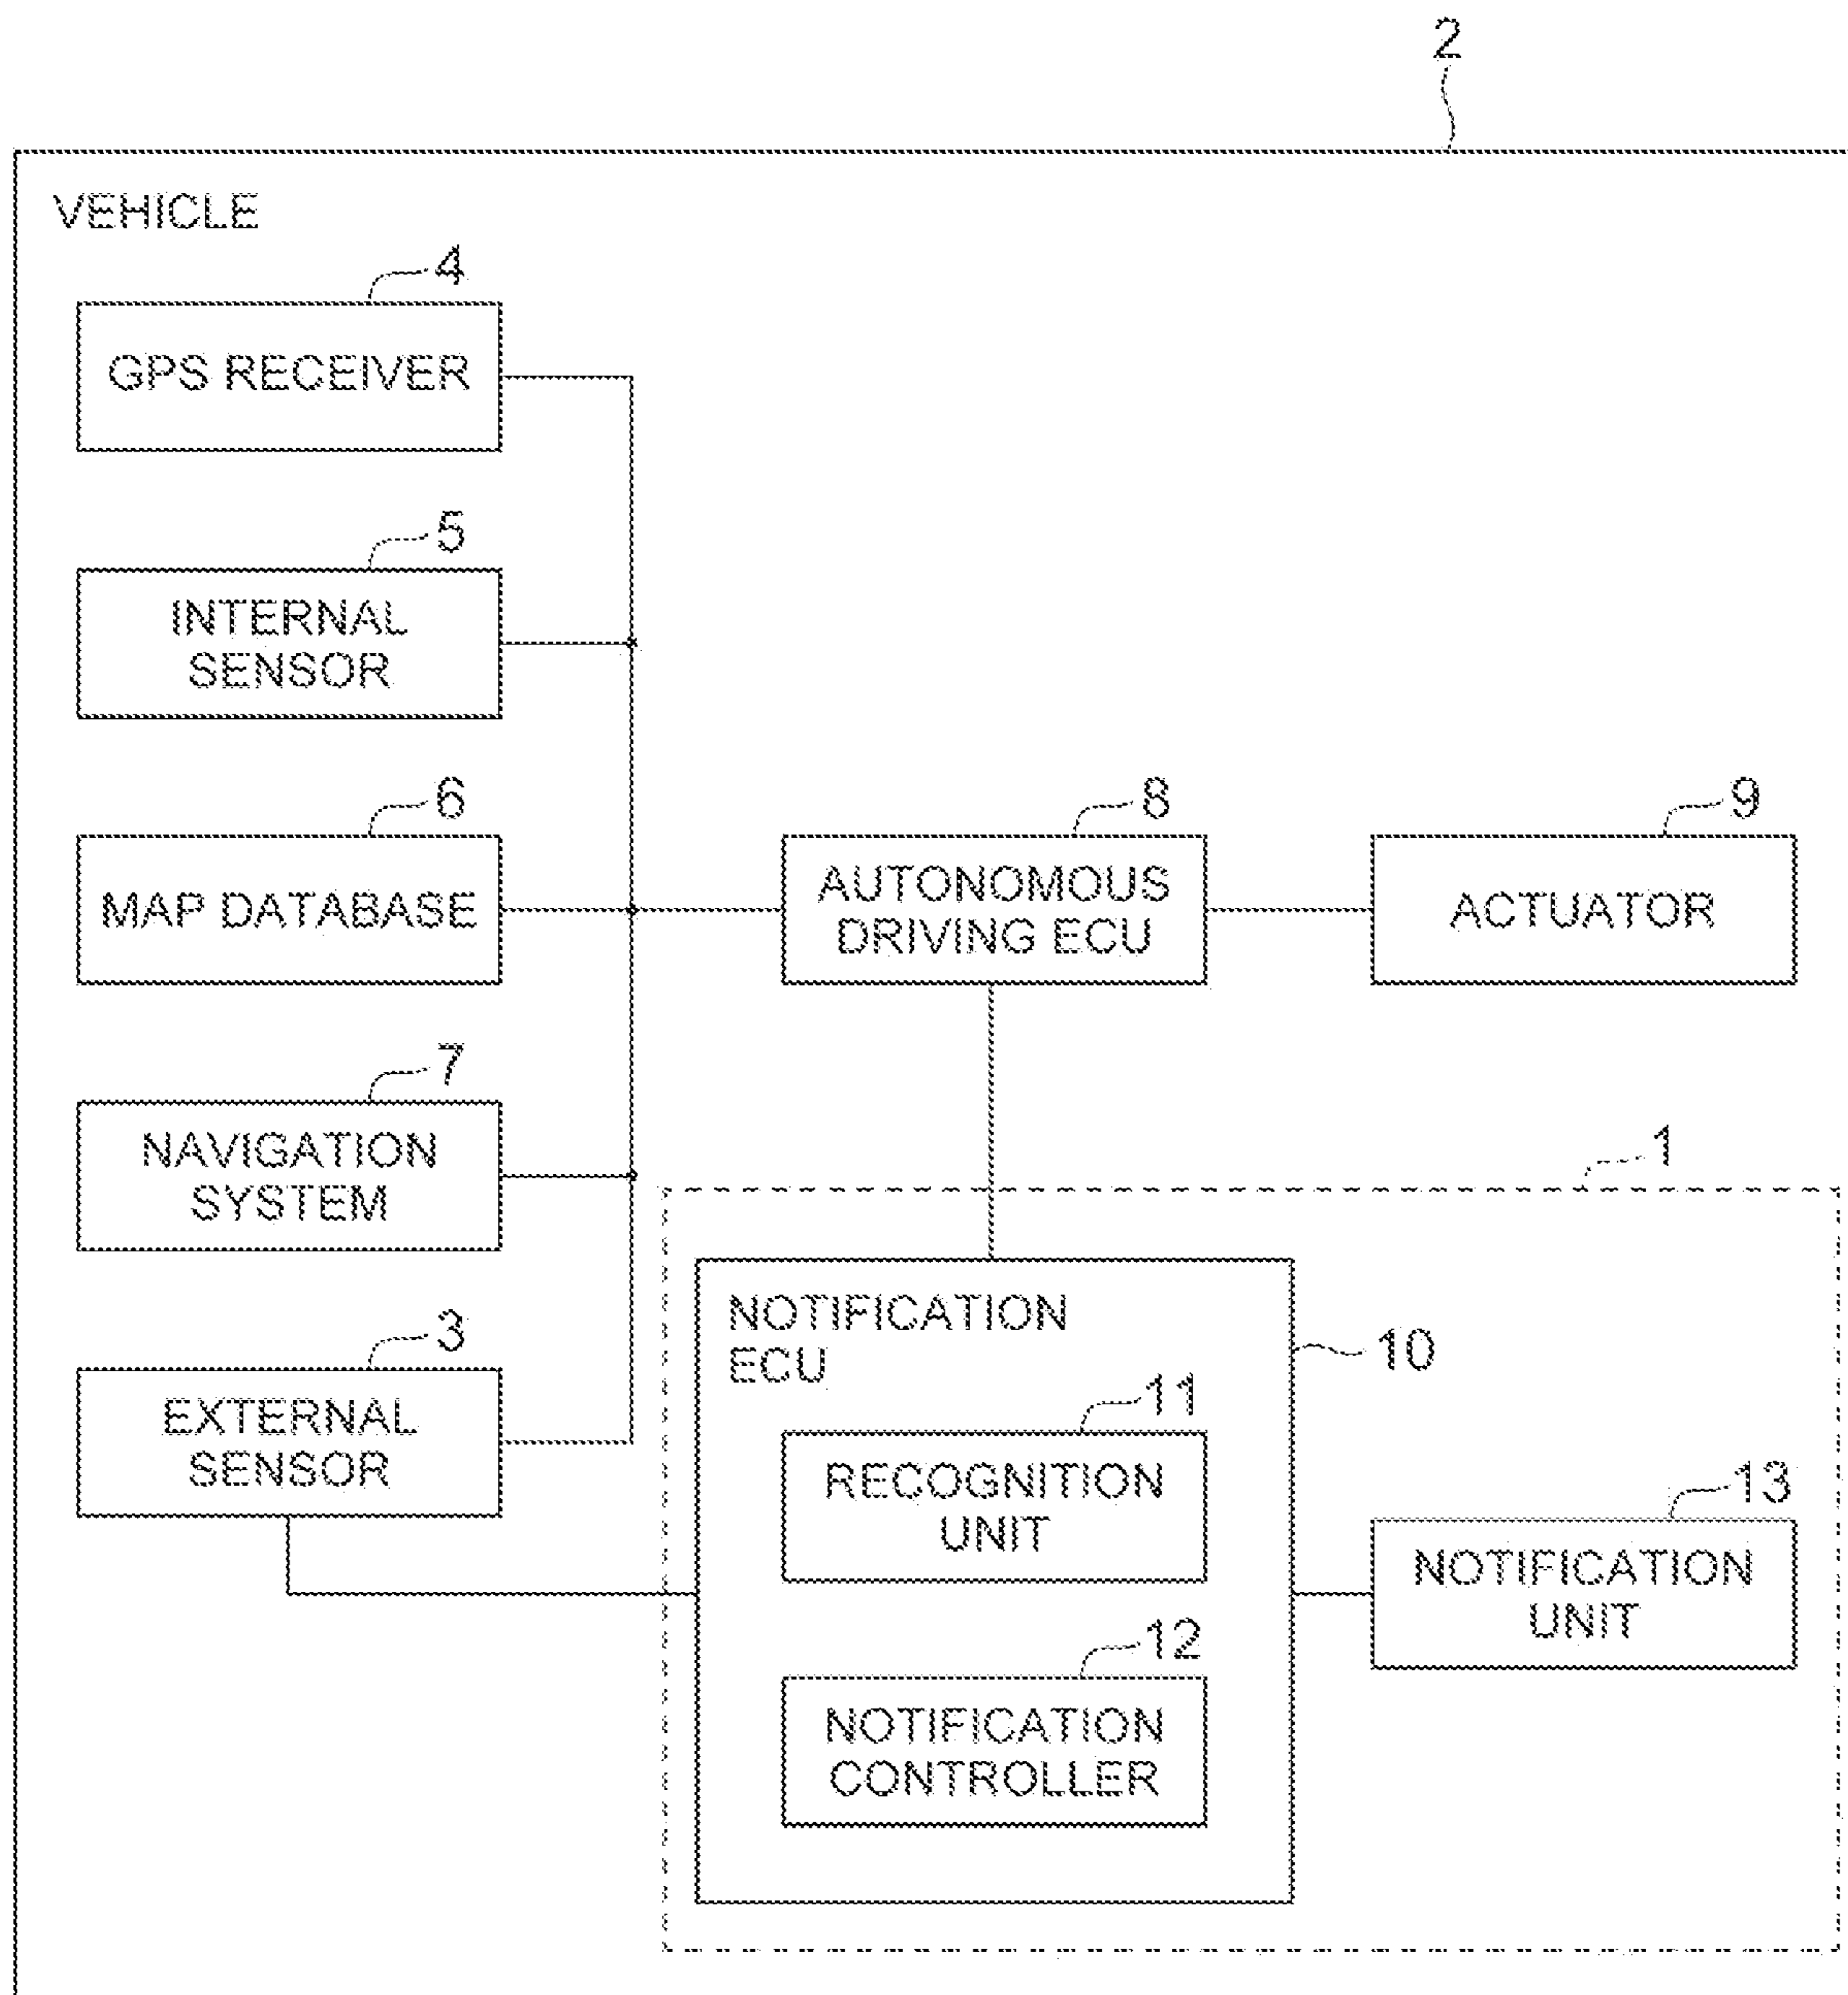 2
VEHICLE
4
GPS RECEIVER
5
INTERNAL
SENSOR
6
MAP DATABASE
8
AUTONOMOUS
DRIVING ECU
9
ACTUATOR
7
NAVIGATION
SYSTEM
1
3
EXTERNAL
SENSOR
NOTIFICATION
ECU
10
11
RECOGNITION
UNIT
13
NOTIFICATION
UNIT
12
NOTIFICATION
CONTROLLER